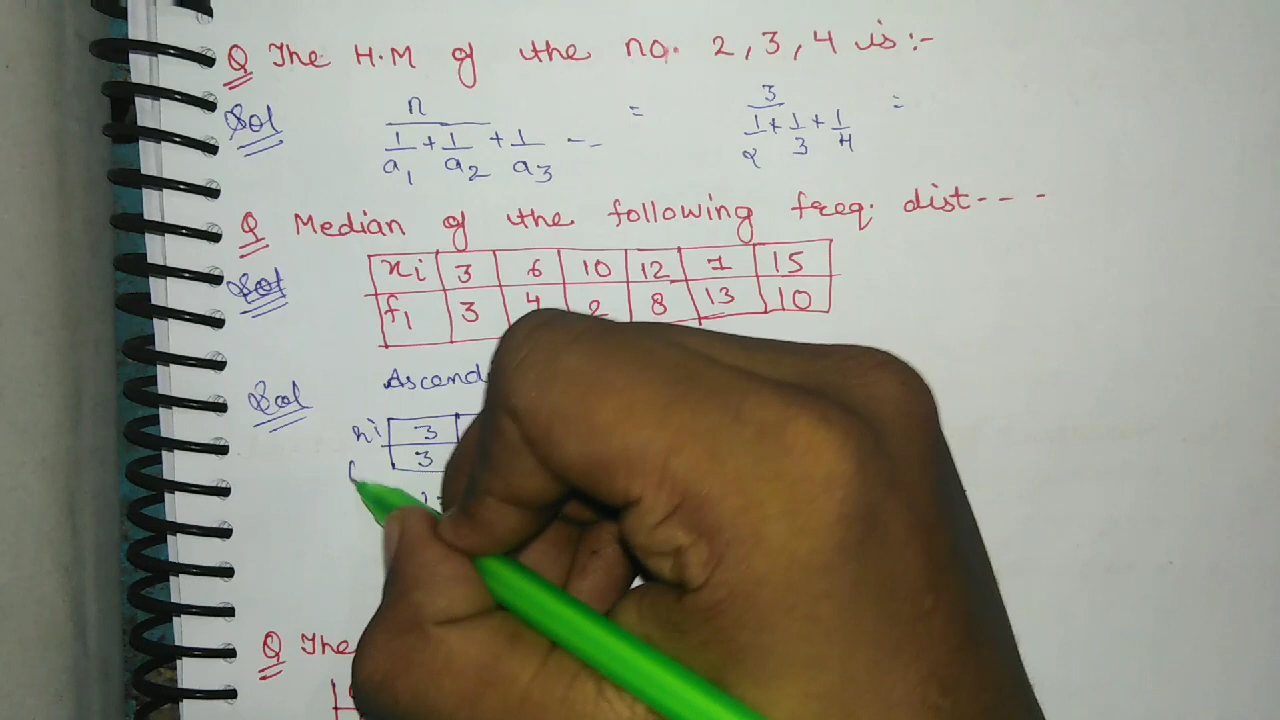 Q The H.M of the no. 2, 3, 4 is :-
Sol n / (1/a1 + 1/a2 + 1/a3 --- = 3 / (1/2 + 1/3 + 1/4 =
Q Median of the following freq. dist ----
Sol xi 3 6 10 12 7 15
f1 3 4 2 8 13 10
Sol Ascend
xi 3
3
Q The